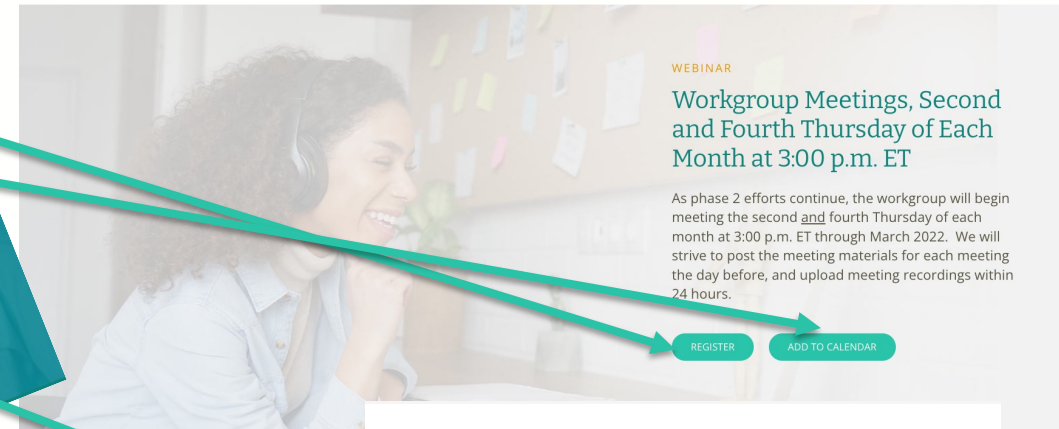 WEBINAR
Workgroup Meetings, Second
and Fourth Thursday of Each
Month at 3:00 p.m. ET
As phase 2 efforts continue, the workgroup will begin
meeting the second and fourth Thursday of each
month at 3:00 p.m. ET through March 2022.  We will
strive to post the meeting materials for each meeting
the day before, and upload meeting recordings within
24 hours.
REGISTER
ADD TO CALENDAR